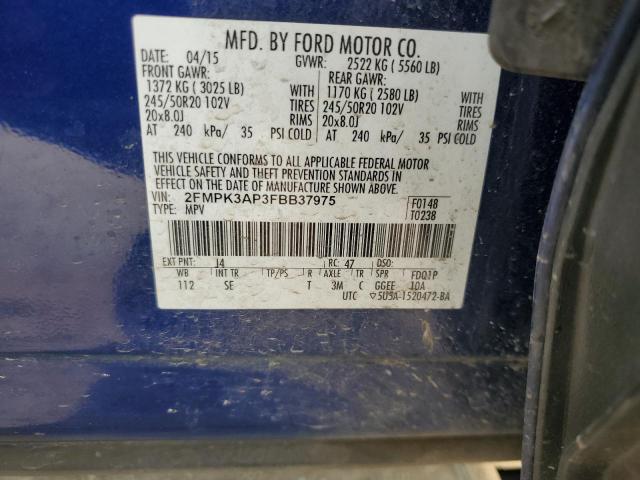 MFD. BY FORD MOTOR CO.
DATE: 04/15 GVWR: 2522 KG (5560 LB)
FRONT GAWR: REAR GAWR:
1372 KG (3025 LB) 1170 KG (2580 LB)
245/50R20 102V TIRES 245/50R20 102V TIRES
20x8.0J RIMS 20x8.0J RIMS
AT 240 kPa/ 35 PSI COLD AT 240 kPa/ 35 PSI COLD
THIS VEHICLE CONFORMS TO ALL APPLICABLE FEDERAL MOTOR
VEHICLE SAFETY AND THEFT PREVENTION STANDARDS IN
EFFECT ON THE DATE OF MANUFACTURE SHOWN ABOVE.
VIN: 2FMPK3AP3FBB37975 F0148
TYPE: MPV T0238
EXT PNT: J4 RC: 47 DSO:
WB INT TR TP/PS R AXLE TR SPR FDQ1P
112 SE T 3M C GGEE 10A
UTC ▽5U5A-1520472-BA